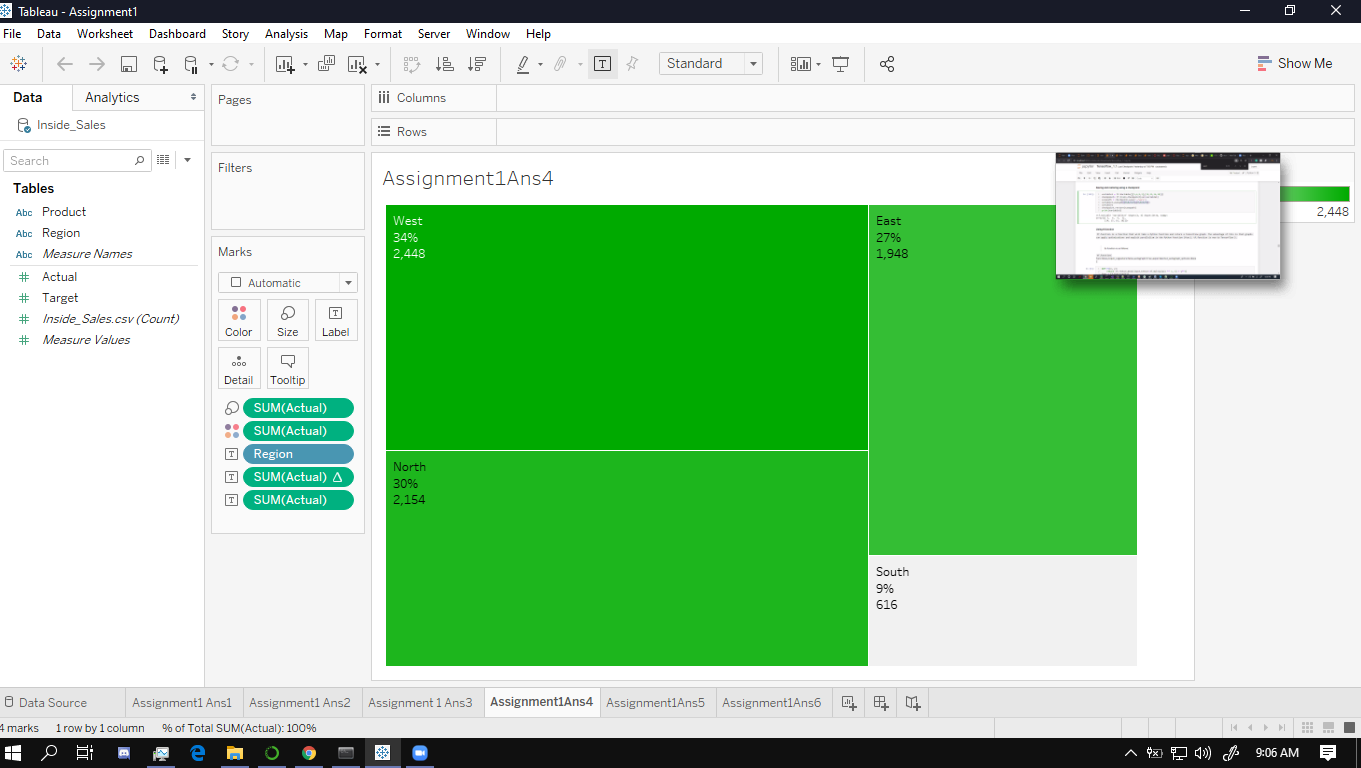 Tableau - Assignment1
File Data Worksheet Dashboard Story Analysis Map Format Server Window Help
Standard
Show Me
Data
Analytics
Inside_Sales
Search
Tables
Abc Product
Abc Region
Abc Measure Names
Actual
Target
Inside_Sales.csv (Count)
Measure Values
Pages
Filters
Marks
Automatic
Color Size Label
Detail Tooltip
SUM(Actual)
SUM(Actual)
Region
SUM(Actual) Δ
SUM(Actual)
Columns
Rows
Assignment1Ans4
West
34%
2,448
East
27%
1,948
North
30%
2,154
South
9%
616
2,448
Data Source Assignment1 Ans1 Assignment1 Ans2 Assignment 1 Ans3 Assignment1Ans4 Assignment1Ans5 Assignment1Ans6
4 marks 1 row by 1 column % of Total SUM(Actual): 100%
9:06 AM